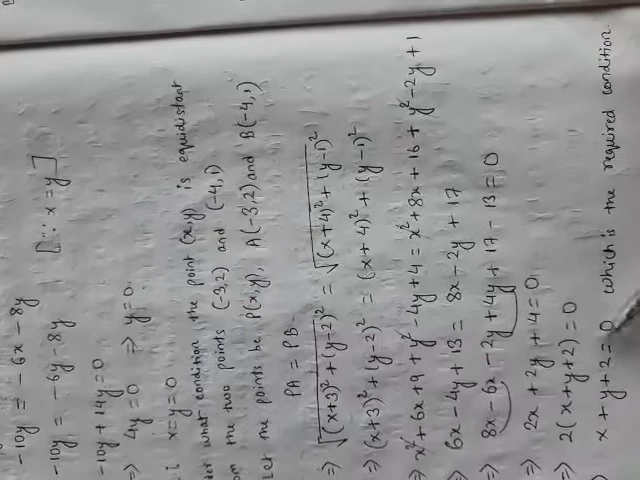 -10y = -6x - 8y
-10y = -6y - 8y [∵ x = y]
-10y + 14y = 0
⇒ 4y = 0 ⇒ y = 0.
x = y = 0
what condition the point (x,y) is equidistant
the two points (-3,2) and (-4,1)
Let the points be P(x,y), A(-3,2) and B(-4,1)
PA = PB.
⇒ √(x+3)² + (y-2)² = √(x+4)² + (y-1)²
⇒ (x+3)² + (y-2)² = (x+4)² + (y-1)²
⇒ x² + 6x + 9 + y² - 4y + 4 = x² + 8x + 16 + y² - 2y + 1
⇒ 6x - 4y + 13 = 8x - 2y + 17
⇒ 8x - 6x - 2y + 4y + 17 - 13 = 0
⇒ 2x + 2y + 4 = 0
⇒ 2(x + y + 2) = 0
⇒ x + y + 2 = 0 which is the required condition.